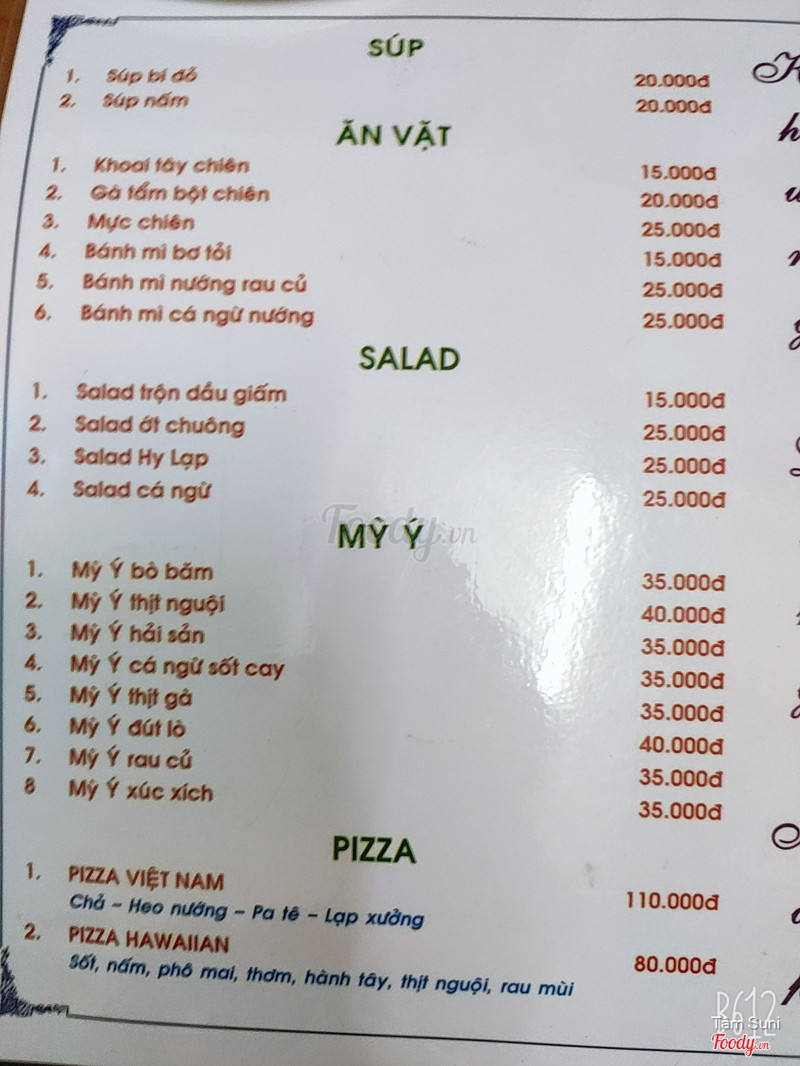 SÚP
1. Súp bí đỏ 20.000đ
2. Súp nấm 20.000đ
ĂN VẶT
1. Khoai tây chiên 15.000đ
2. Gà tẩm bột chiên 20.000đ
3. Mực chiên 25.000đ
4. Bánh mì bơ tỏi 15.000đ
5. Bánh mì nướng rau củ 25.000đ
6. Bánh mì cá ngừ nướng 25.000đ
SALAD
1. Salad trộn dầu giấm 15.000đ
2. Salad ớt chuông 25.000đ
3. Salad Hy Lạp 25.000đ
4. Salad cá ngừ 25.000đ
Foody.vn
MỲ Ý
1. Mỳ Ý bò băm 35.000đ
2. Mỳ Ý thịt nguội 40.000đ
3. Mỳ Ý hải sản 35.000đ
4. Mỳ Ý cá ngừ sốt cay 35.000đ
5. Mỳ Ý thịt gà 35.000đ
6. Mỳ Ý đút lò 40.000đ
7. Mỳ Ý rau củ 35.000đ
8 Mỳ Ý xúc xích 35.000đ
PIZZA
1. PIZZA VIỆT NAM 110.000đ
Chả – Heo nướng – Pa tê – Lạp xưởng
2. PIZZA HAWAIIAN 80.000đ
Sốt, nấm, phô mai, thơm, hành tây, thịt nguội, rau mùi
B612
Tâm Suni
Foody.vn